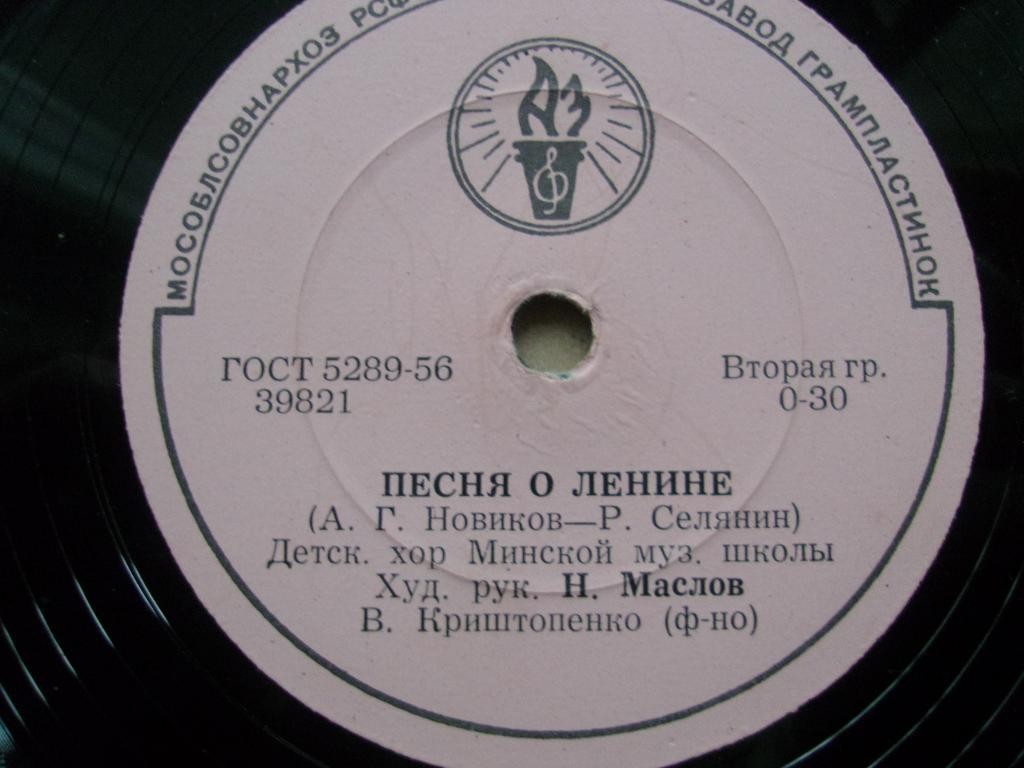 МОСОБЛСОВНАРХОЗ РСФ
ЗАВОД ГРАМПЛАСТИНОК
АЗ
ГОСТ 5289-56
39821
Вторая гр.
0-30
ПЕСНЯ О ЛЕНИНЕ
(А. Г. Новиков—Р. Селянин)
Детск. хор Минской муз. школы
Худ. рук. Н. Маслов
В. Криштопенко (ф-но)